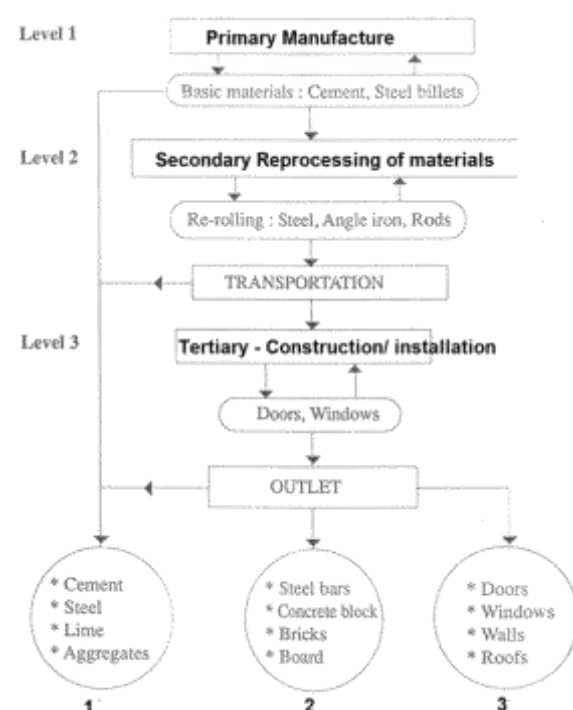 Level 1
Primary Manufacture
Basic materials : Cement, Steel billets
Level 2
Secondary Reprocessing of materials
Re-rolling : Steel, Angle iron, Rods
TRANSPORTATION
Level 3
Tertiary - Construction/ installation
Doors, Windows
OUTLET
* Cement
* Steel
* Lime
* Aggregates
1
* Steel bars
* Concrete block
* Bricks
* Board
2
* Doors
* Windows
* Walls
* Roofs
3